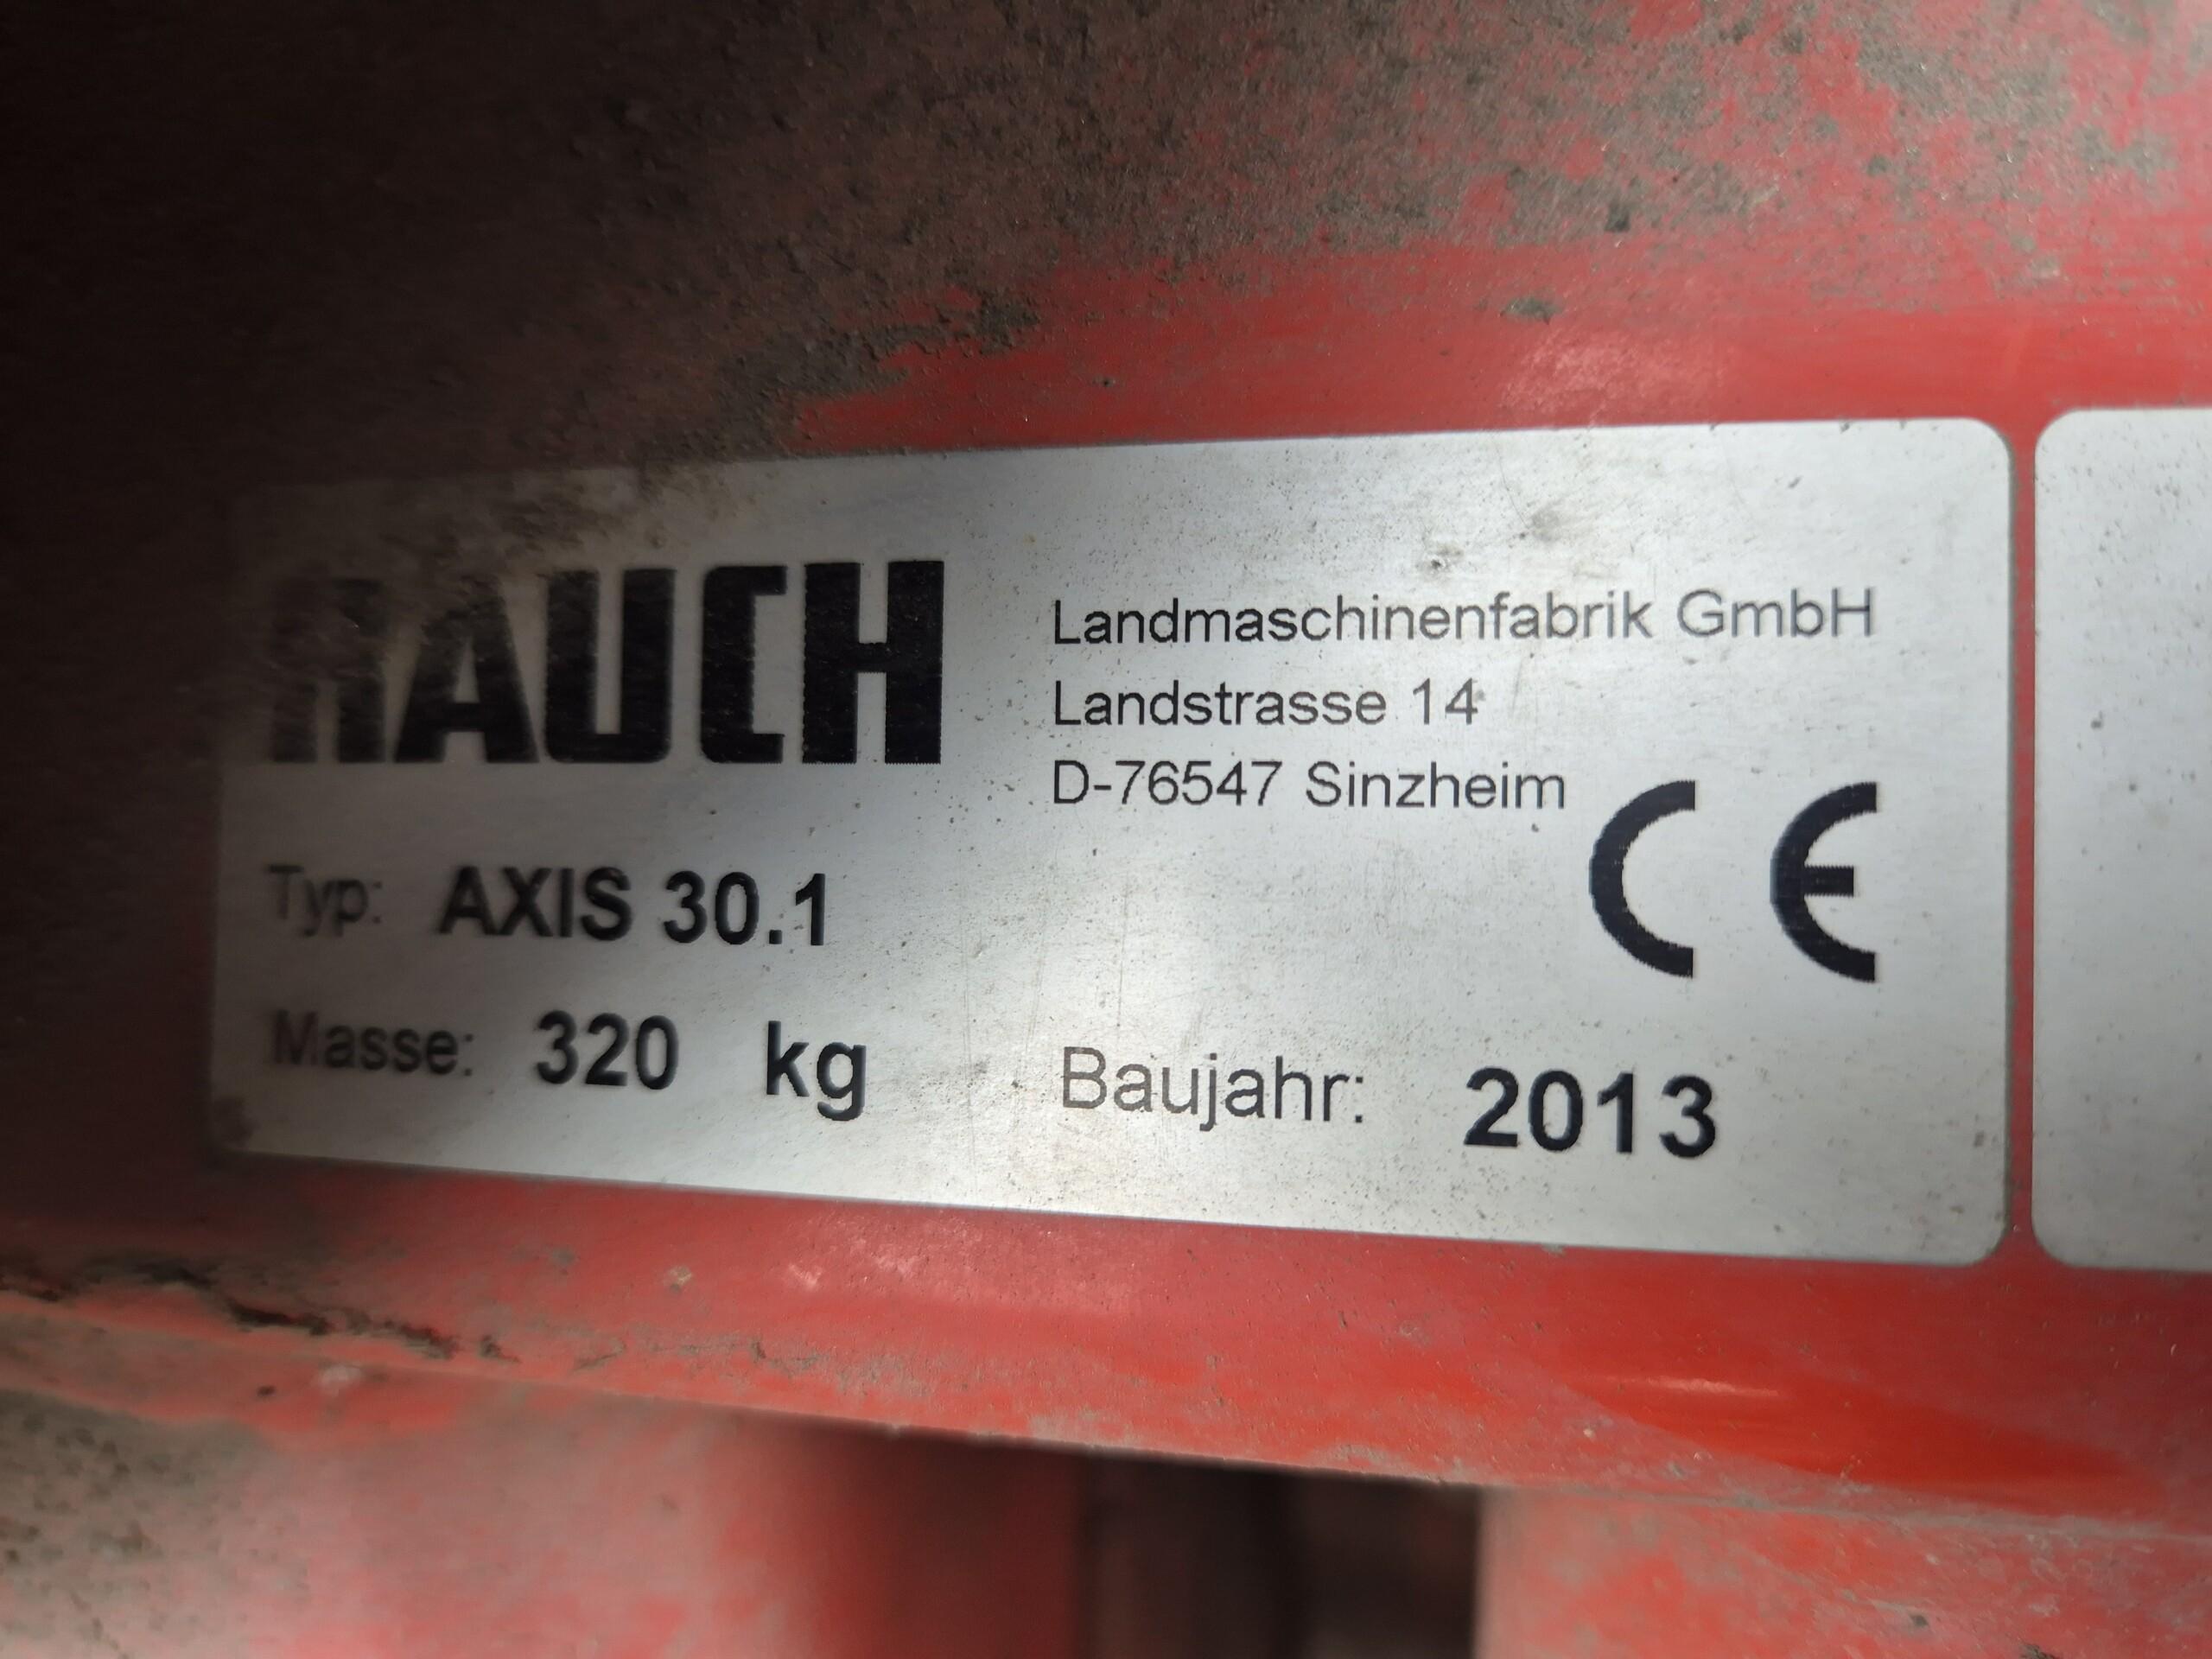 RAUCH
Landmaschinenfabrik GmbH
Landstrasse 14
D-76547 Sinzheim
CE
Typ: AXIS 30.1
Masse: 320 kg
Baujahr: 2013